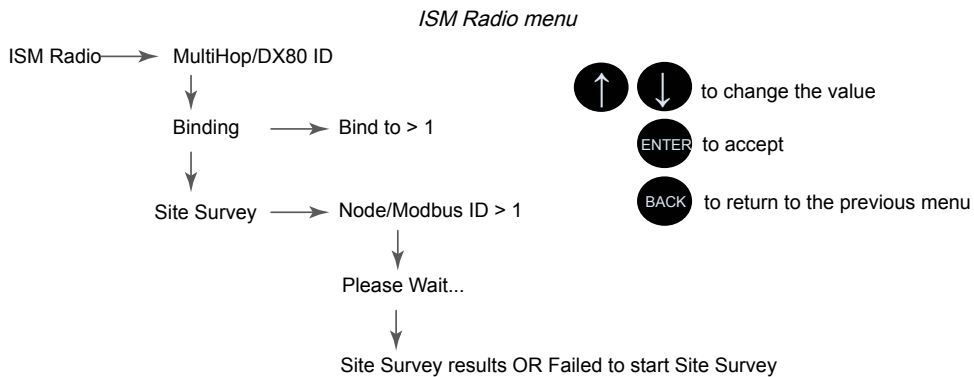 ISM Radio menu
ISM Radio MultiHop/DX80 ID
to change the value
Binding Bind to > 1
ENTER to accept
Site Survey Node/Modbus ID > 1
BACK to return to the previous menu
Please Wait...
Site Survey results OR Failed to start Site Survey